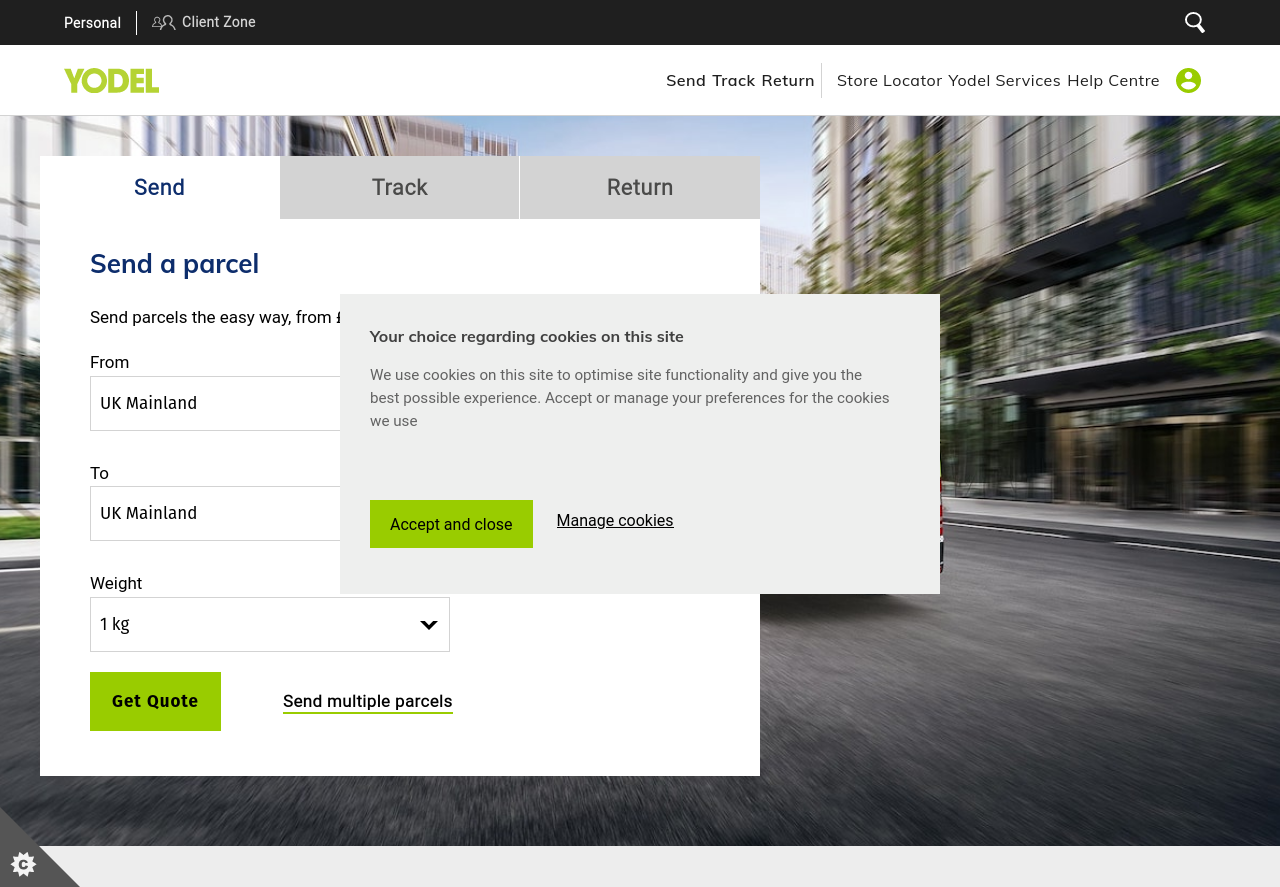 Personal
Client Zone
YODEL
Send Track Return
Store Locator Yodel Services Help Centre
Send
Track
Return
Send a parcel
Send parcels the easy way, from
From
UK Mainland
To
UK Mainland
Weight
1 kg
Get Quote
Send multiple parcels
Your choice regarding cookies on this site
We use cookies on this site to optimise site functionality and give you the
best possible experience. Accept or manage your preferences for the cookies
we use
Accept and close
Manage cookies
C